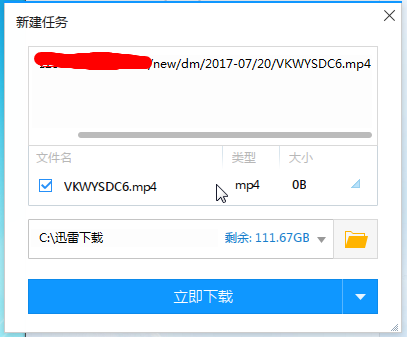 新建任务
/new/dm/2017-07/20/VKWYSDC6.mp4
文件名 类型 大小
VKWYSDC6.mp4 mp4 0B
C:\迅雷下载 剩余: 111.67GB
立即下载